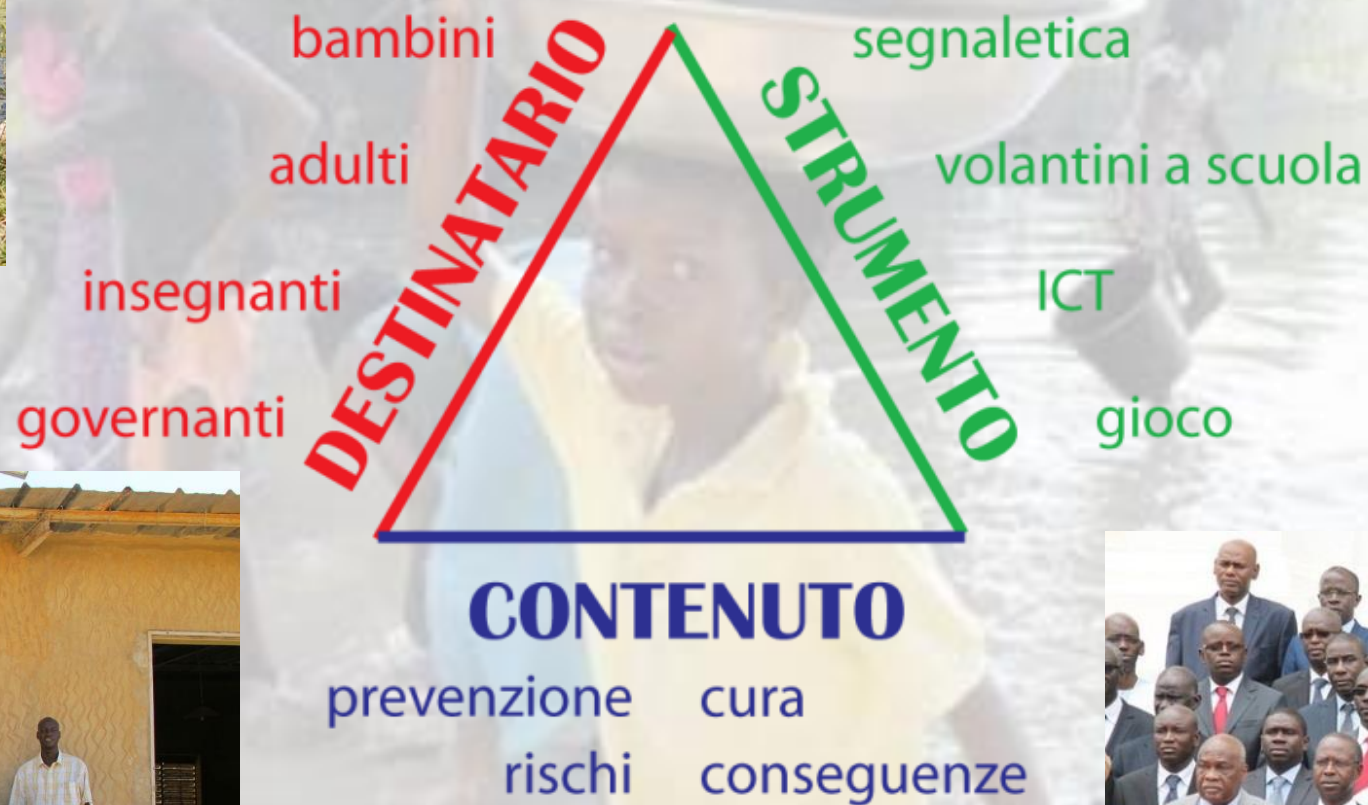 bambini
adulti
insegnanti
governanti
DESTINATARIO
STRUMENTO
segnaletica
volantini a scuola
ICT
gioco
CONTENUTO
prevenzione cura
rischi conseguenze